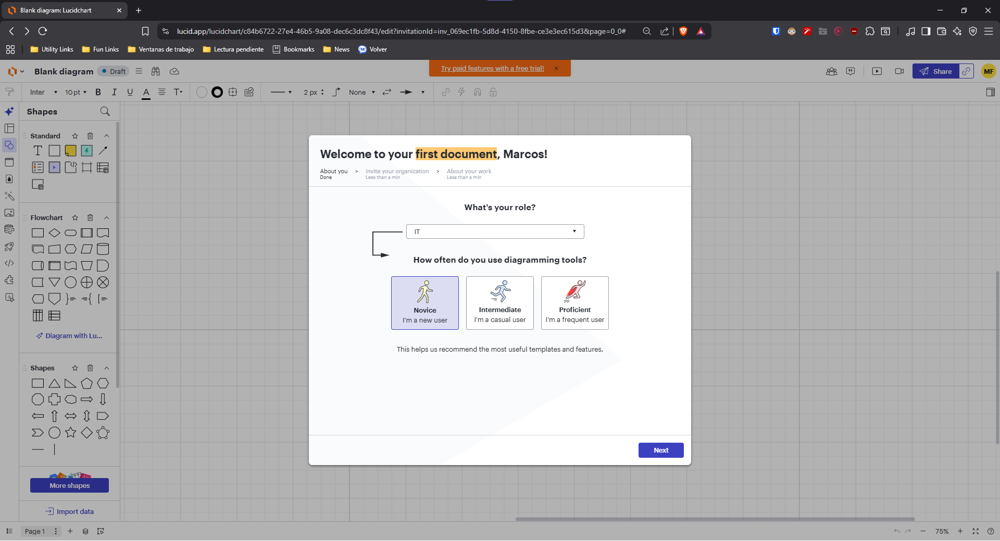 Blank diagram: Lucidchart
lucid.app/lucidchart/c84b6722-27e4-46b5-9a08-dec6c3dc8f43/edit?invitationId=inv_069ec1fb-5d8d-4150-8fbe-ce3e3ec615d3&page=0_0#
Utility Links
Fun Links
Ventanas de trabajo
Lectura pendiente
Bookmarks
News
Volver
Blank diagram
Draft
Try paid features with a free trial!
Share
MF
Inter
10 pt
B
I
U
A
T
2 px
None
Shapes
Standard
T
Flowchart
Diagram with Lu...
Shapes
More shapes
Import data
Welcome to your first document, Marcos!
About you > Invite your organization > About your work
Done
Less than a min
Less than a min
What's your role?
IT
How often do you use diagramming tools?
Novice
I'm a new user
Intermediate
I'm a casual user
Proficient
I'm a frequent user
This helps us recommend the most useful templates and features.
Next
Page 1
75%